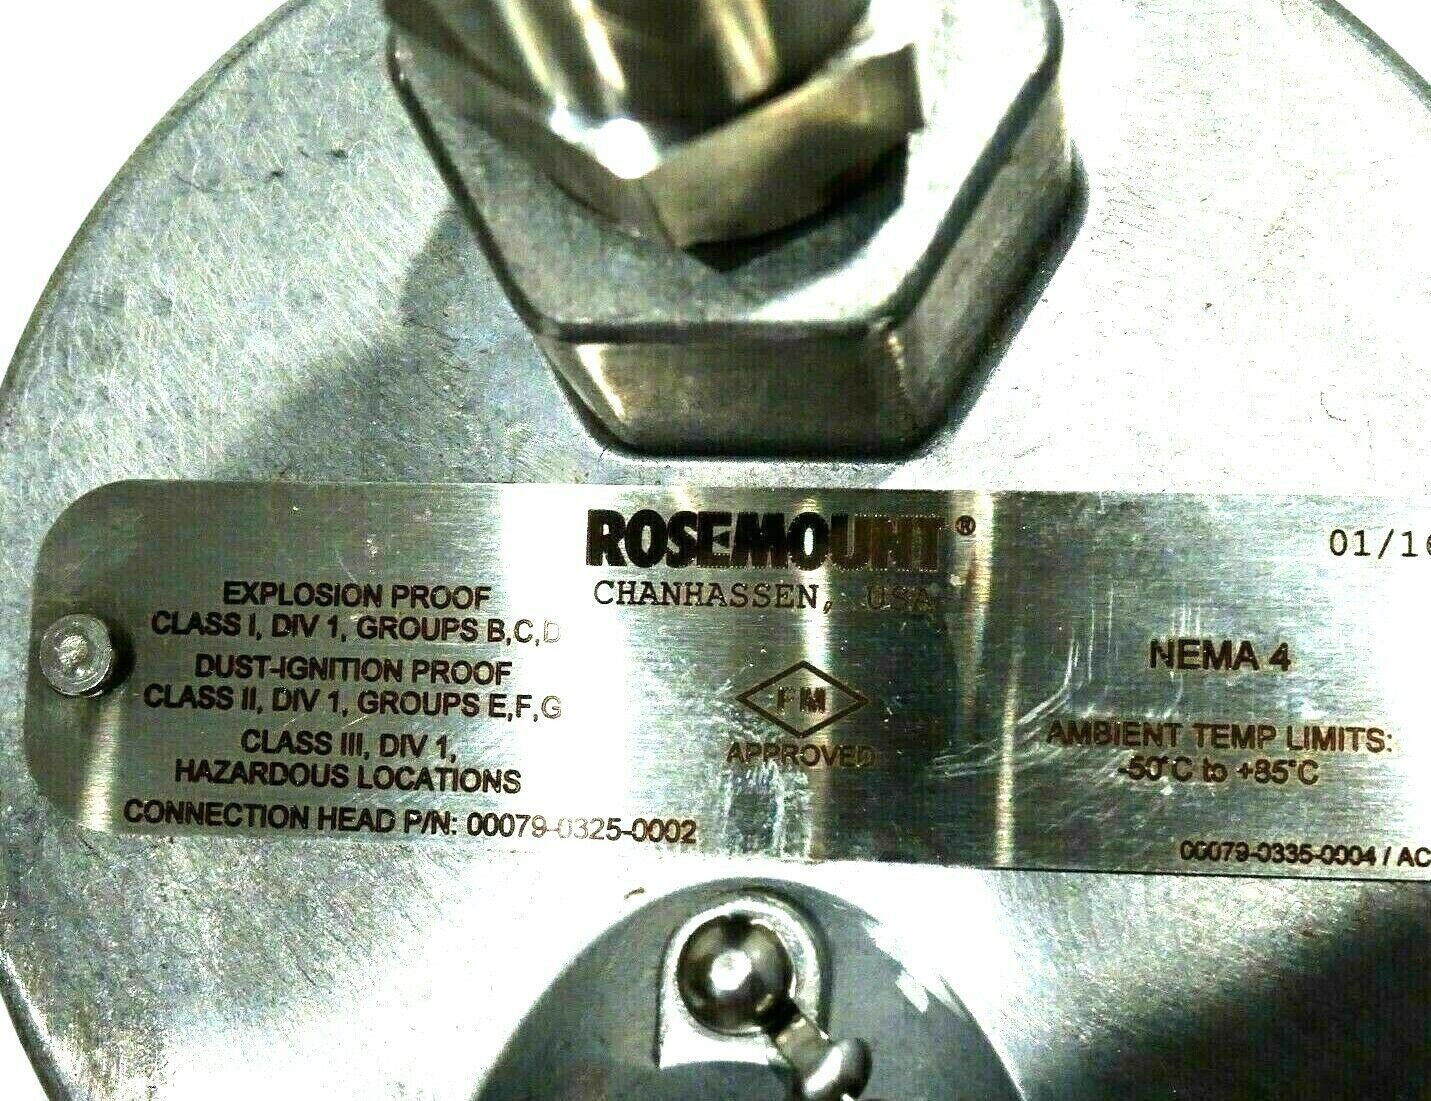 ROSEMOUNT®
CHANHASSEN, USA
EXPLOSION PROOF
CLASS I, DIV 1, GROUPS B,C,D
DUST-IGNITION PROOF
CLASS II, DIV 1, GROUPS E,F,G
CLASS III, DIV 1,
HAZARDOUS LOCATIONS
CONNECTION HEAD P/N: 00079-0325-0002
FM
APPROVED
01/16
NEMA 4
AMBIENT TEMP LIMITS:
-50°C to +85°C
00079-0335-0004 / AC